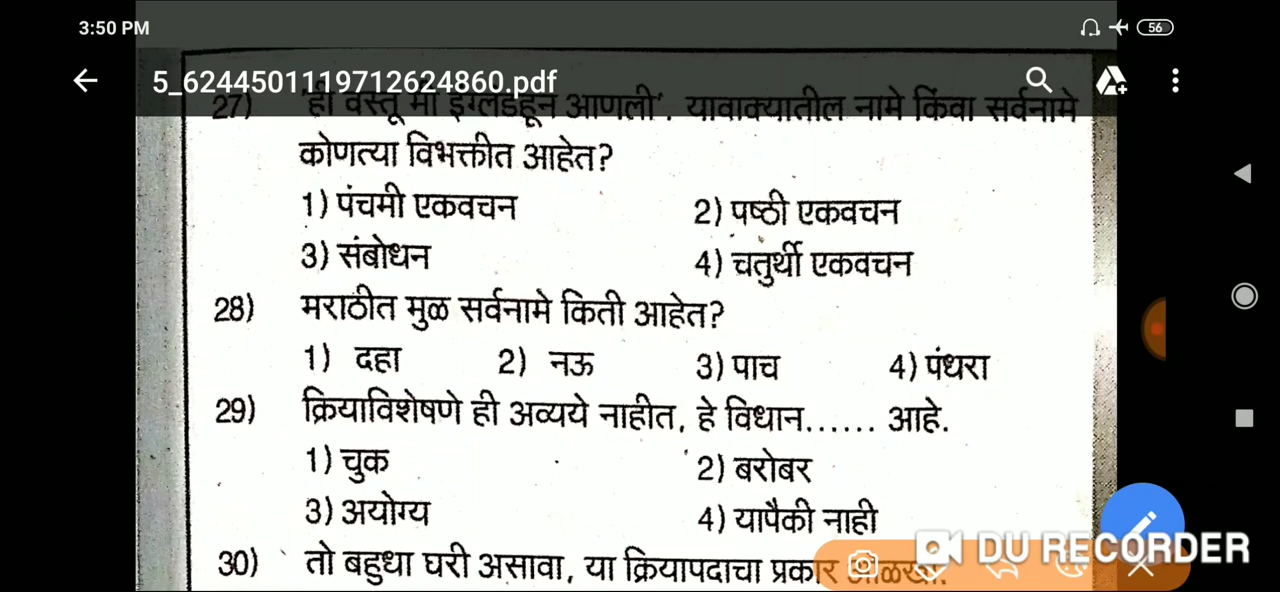 3:50 PM
56
5_6244501119712624860.pdf
27) 'ही वस्तू मी इंग्लंडहून आणली'. यावाक्यातील नामे किंवा सर्वनामे
कोणत्या विभक्तीत आहेत?
1) पंचमी एकवचन 2) षष्ठी एकवचन
3) संबोधन 4) चतुर्थी एकवचन
28) मराठीत मुळ सर्वनामे किती आहेत?
1) दहा 2) नऊ 3) पाच 4) पंधरा
29) क्रियाविशेषणे ही अव्यये नाहीत, हे विधान...... आहे.
1) चुक 2) बरोबर
3) अयोग्य 4) यापैकी नाही
DU RECORDER
30) तो बहुधा घरी असावा, या क्रियापदाचा प्रकार ओळखा.